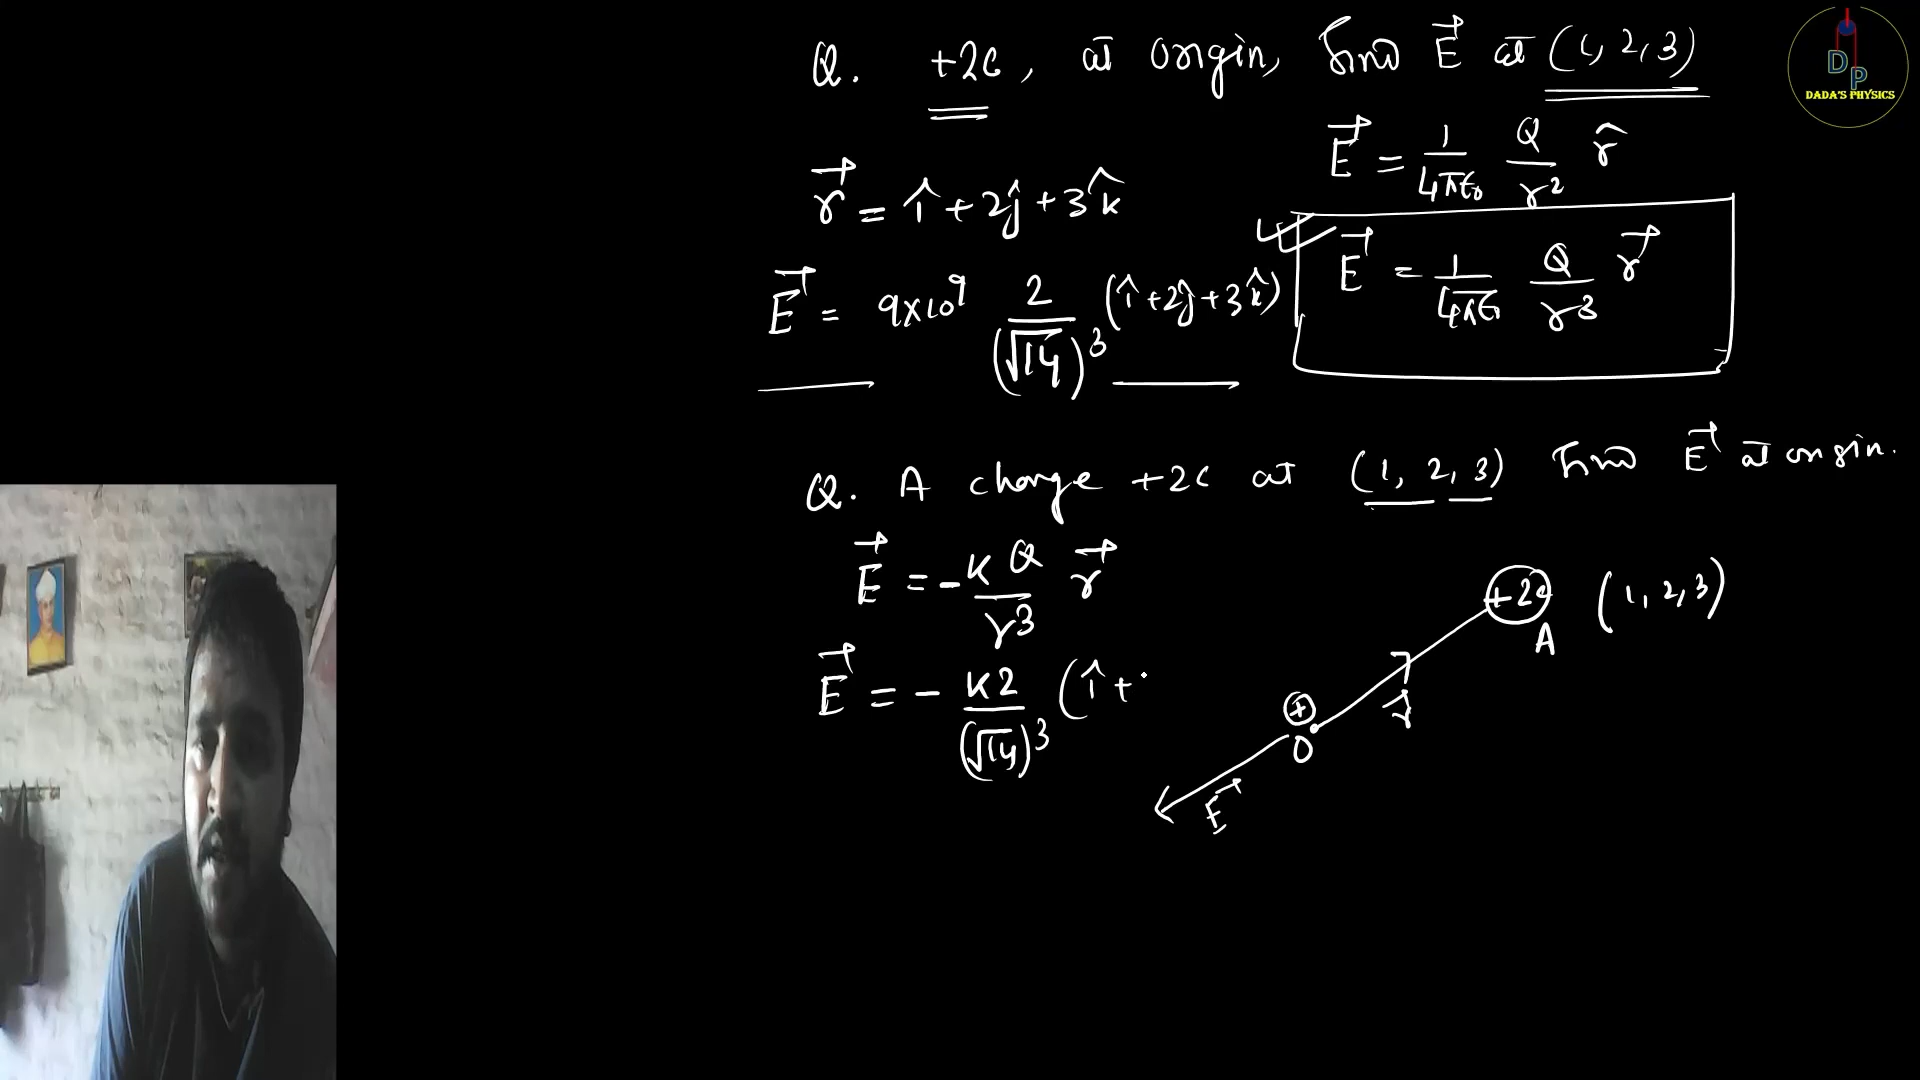 Q. +2C, at origin, find E⃗ at (1, 2, 3)
DP
DADA'S PHYSICS
E⃗ = 1/4πε₀ Q/r² r̂
r⃗ = î + 2ĵ + 3k̂
E⃗ = 1/4πε₀ Q/r³ r⃗
E⃗ = 9×10⁹ 2/(√14)³ (î + 2ĵ + 3k̂)
Q. A charge +2C at (1, 2, 3) find E⃗ at origin.
E⃗ = - KQ/r³ r⃗
+2C (1, 2, 3)
A
E⃗ = - K2/(√14)³ (î +
r⃗
+
O
E⃗